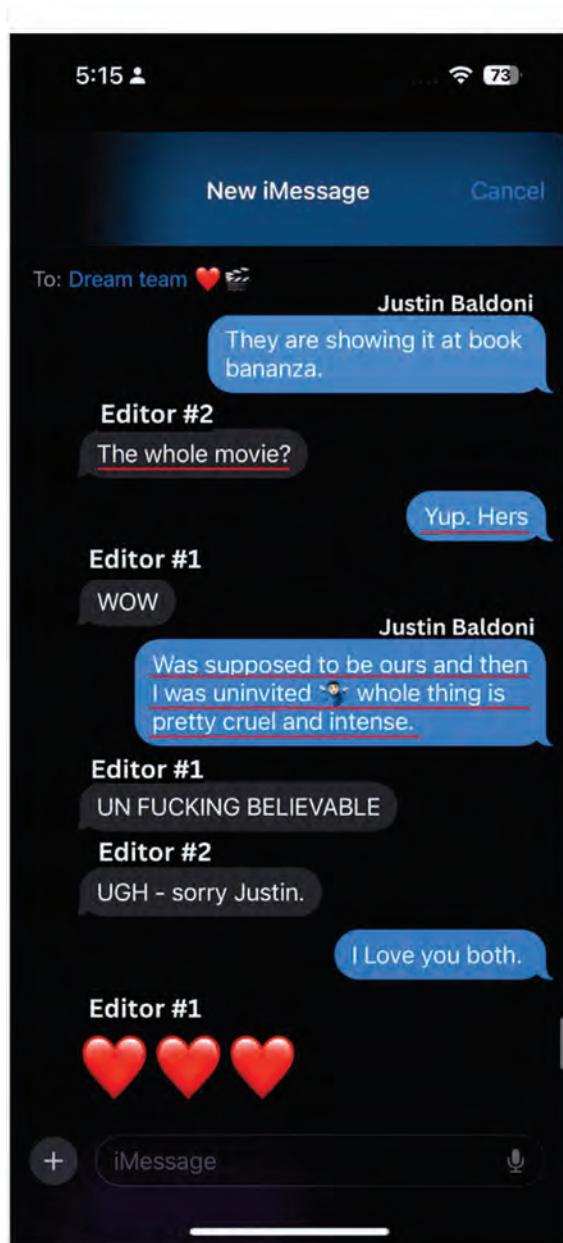 5:15
73
New iMessage Cancel
To: Dream team ❤️🎬
Justin Baldoni
They are showing it at book
bananza.
Editor #2
The whole movie?
Yup. Hers
Editor #1
WOW
Justin Baldoni
Was supposed to be ours and then
I was uninvited 🤷🏻‍♂️ whole thing is
pretty cruel and intense.
Editor #1
UN FUCKING BELIEVABLE
Editor #2
UGH - sorry Justin.
I Love you both.
Editor #1
❤️❤️❤️
iMessage